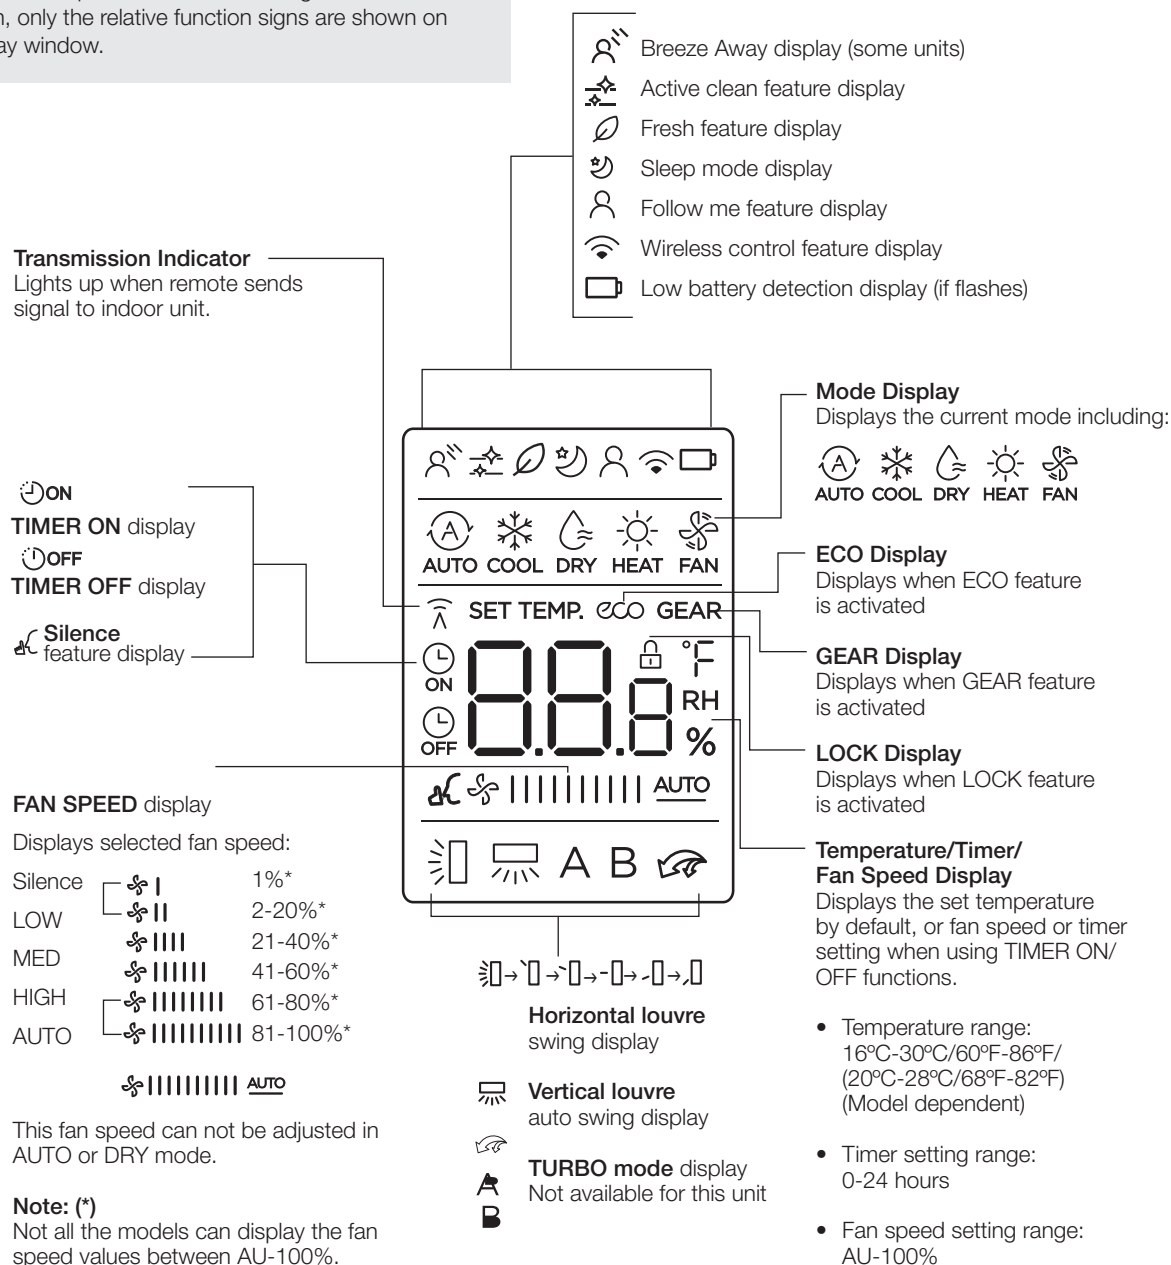 , only the relative function signs are shown on
ay window.
Breeze Away display (some units)
Active clean feature display
Fresh feature display
Sleep mode display
Follow me feature display
Wireless control feature display
Low battery detection display (if flashes)
Transmission Indicator
Lights up when remote sends
signal to indoor unit.
ON
TIMER ON display
OFF
TIMER OFF display
Silence
feature display
A
AUTO COOL DRY HEAT FAN
SET TEMP. eco GEAR
ON
OFF
88.8
°F
RH
%
AUTO
A B
Mode Display
Displays the current mode including:
A
AUTO COOL DRY HEAT FAN
ECO Display
Displays when ECO feature
is activated
GEAR Display
Displays when GEAR feature
is activated
LOCK Display
Displays when LOCK feature
is activated
Temperature/Timer/
Fan Speed Display
Displays the set temperature
by default, or fan speed or timer
setting when using TIMER ON/
OFF functions.
• Temperature range:
16ºC-30ºC/60ºF-86ºF/
(20ºC-28ºC/68ºF-82ºF)
(Model dependent)
• Timer setting range:
0-24 hours
• Fan speed setting range:
AU-100%
FAN SPEED display
Displays selected fan speed:
Silence 1%*
LOW 2-20%*
21-40%*
MED 41-60%*
HIGH 61-80%*
AUTO 81-100%*
AUTO
This fan speed can not be adjusted in
AUTO or DRY mode.
Note: (*)
Not all the models can display the fan
speed values between AU-100%.
Horizontal louvre
swing display
Vertical louvre
auto swing display
TURBO mode display
A Not available for this unit
B